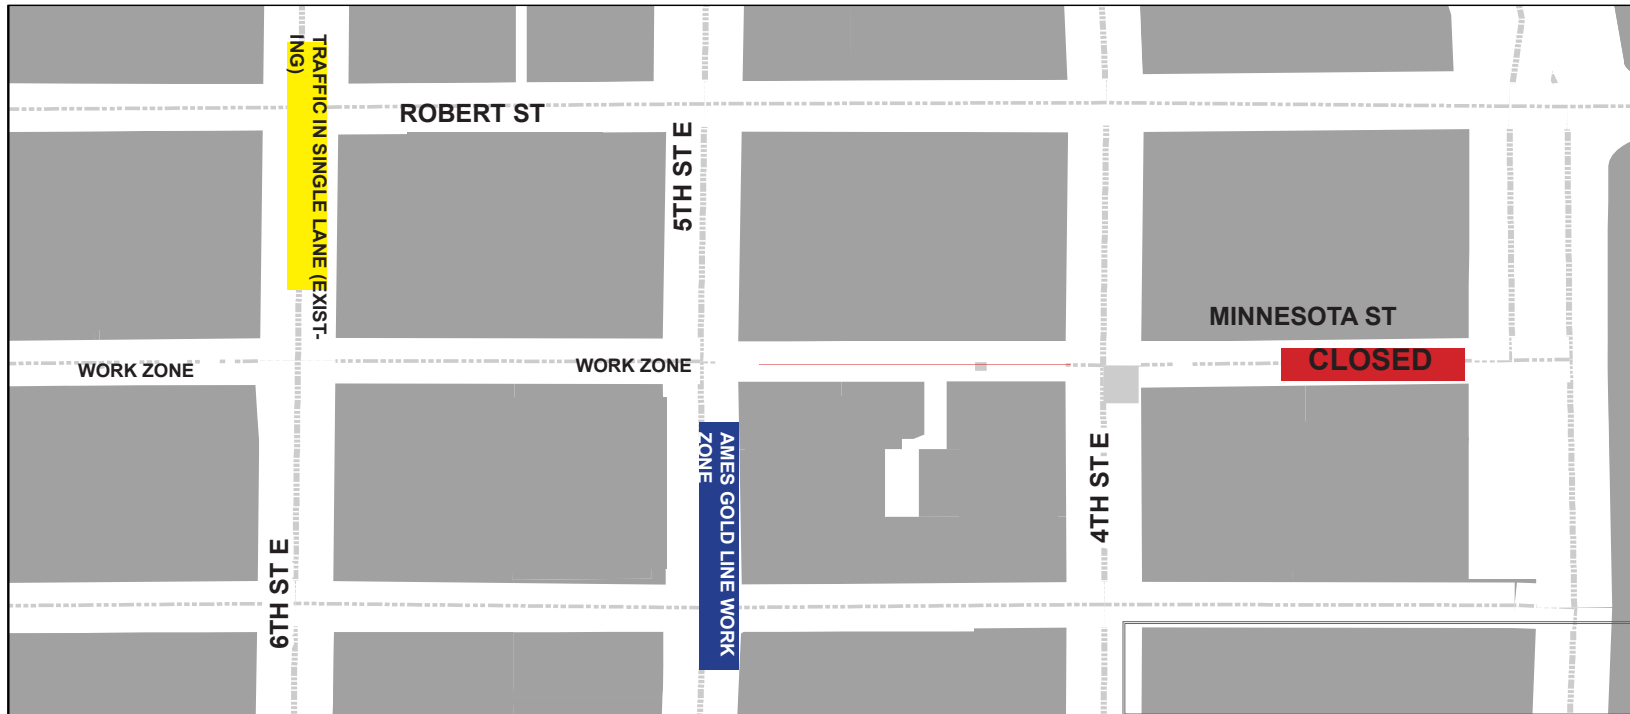 TRAFFIC IN SINGLE LANE (EXIST-
ING)
ROBERT ST
5TH ST E
MINNESOTA ST
CLOSED
WORK ZONE
WORK ZONE
AMES GOLD LINE WORK
ZONE
4TH ST E
6TH ST E